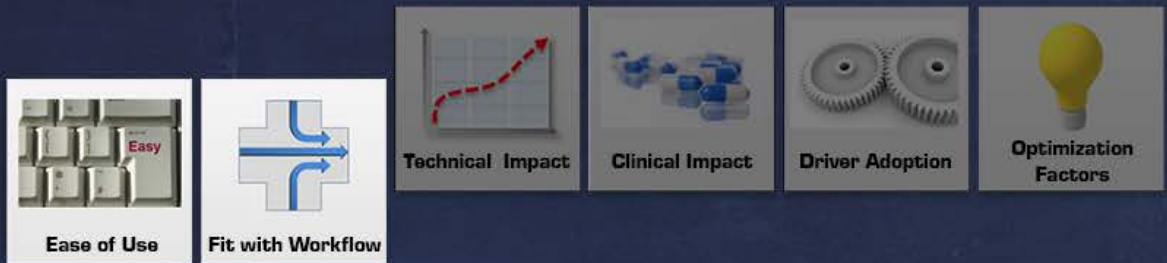 Easy
Ease of Use
Fit with Workflow
Technical Impact
Clinical Impact
Driver Adoption
Optimization
Factors